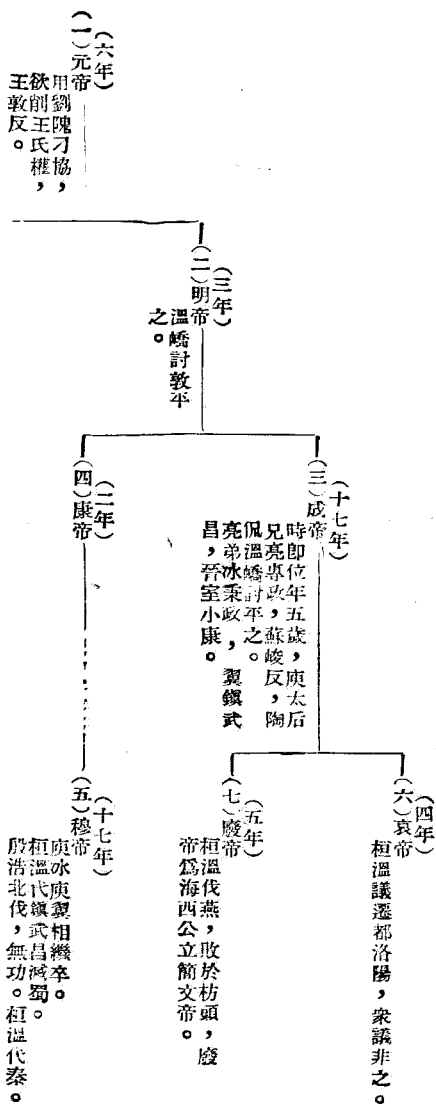 (六年)
(一)元帝
用劉隗刁協，
欲削王氏權，
王敦反。
(三年)
(二)明帝
溫嶠討敦平
之。
(十七年)
(三)成帝
時卽位年五歲，庾太后
兄亮專政，蘇峻反，陶
侃溫嶠討平之。
亮弟冰秉政，翼鎮武
昌，晉室小康。
(二年)
(四)康帝
(四年)
(六)哀帝
桓溫議遷都洛陽，衆議非之。
(五年)
(七)廢帝
桓溫伐燕，敗於枋頭，廢
帝爲海西公立簡文帝。
(十七年)
(五)穆帝
庾冰庾翼相繼卒。
桓溫代鎮武昌滅蜀。
殷浩北伐，無功。桓溫代秦。